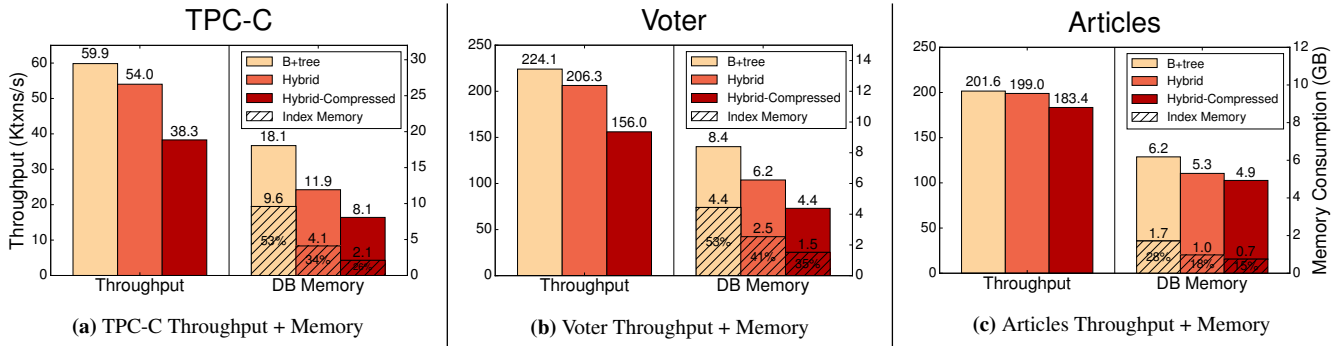 TPC-C
Throughput (Ktxns/s)
60
50
40
30
20
10
0
59.9
54.0
38.3
18.1
9.6
53%
11.9
4.1
34%
8.1
2.1
B+tree
Hybrid
Hybrid-Compressed
Index Memory
30
25
20
15
10
5
0
Throughput
DB Memory
(a) TPC-C Throughput + Memory
Voter
250
200
150
100
50
0
224.1
206.3
156.0
8.4
4.4
53%
6.2
2.5
41%
4.4
1.5
35%
B+tree
Hybrid
Hybrid-Compressed
Index Memory
14
12
10
8
6
4
2
0
Throughput
DB Memory
(b) Voter Throughput + Memory
Articles
250
200
150
100
50
0
201.6
199.0
183.4
6.2
1.7
28%
5.3
1.0
18%
4.9
0.7
15%
B+tree
Hybrid
Hybrid-Compressed
Index Memory
12
10
8
6
4
2
0
Memory Consumption (GB)
Throughput
DB Memory
(c) Articles Throughput + Memory